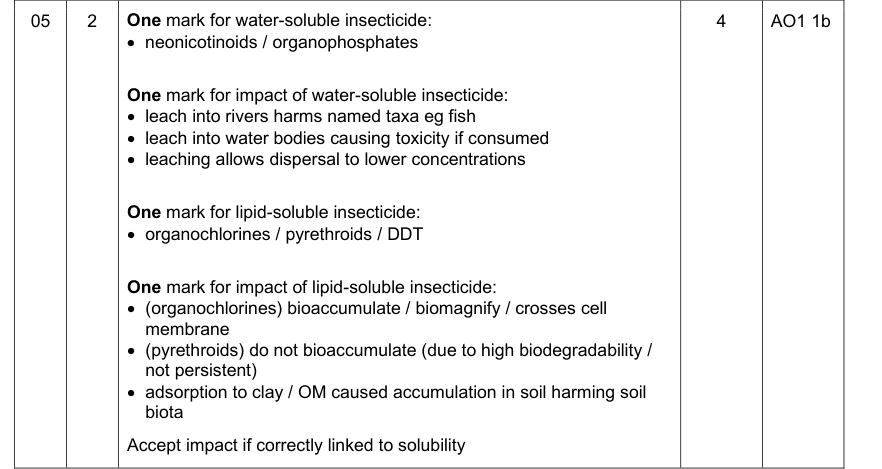 05 2 One mark for water-soluble insecticide: 4 AO1 1b
• neonicotinoids / organophosphates
One mark for impact of water-soluble insecticide:
• leach into rivers harms named taxa eg fish
• leach into water bodies causing toxicity if consumed
• leaching allows dispersal to lower concentrations
One mark for lipid-soluble insecticide:
• organochlorines / pyrethroids / DDT
One mark for impact of lipid-soluble insecticide:
• (organochlorines) bioaccumulate / biomagnify / crosses cell
membrane
• (pyrethroids) do not bioaccumulate (due to high biodegradability /
not persistent)
• adsorption to clay / OM caused accumulation in soil harming soil
biota
Accept impact if correctly linked to solubility